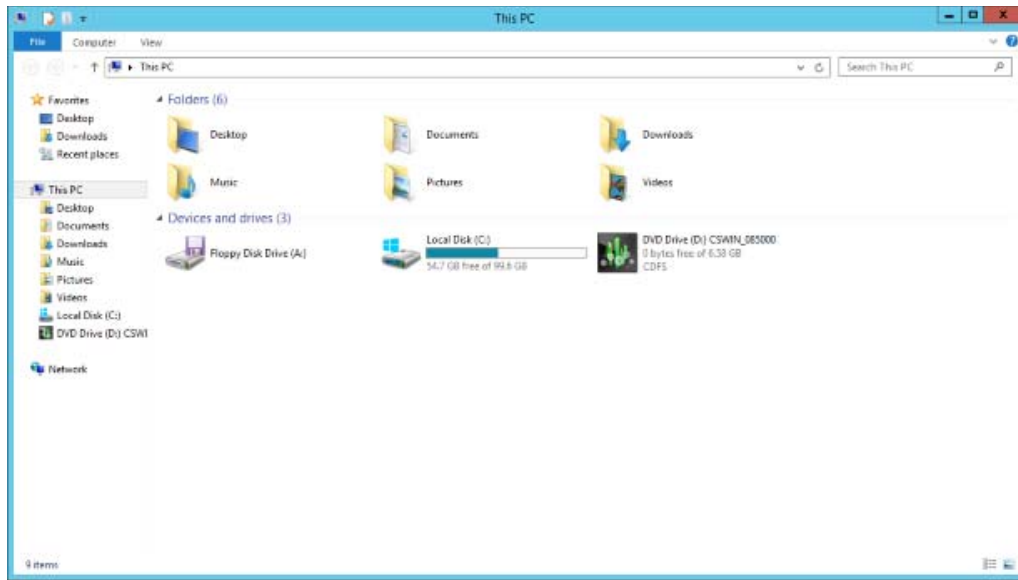 This PC
File Computer View
This PC
Search This PC
Favorites
Desktop
Downloads
Recent places
This PC
Desktop
Documents
Downloads
Music
Pictures
Videos
Local Disk (C:)
DVD Drive (D:) CSWI
Network
Folders (6)
Desktop
Documents
Downloads
Music
Pictures
Videos
Devices and drives (3)
Floppy Disk Drive (A:)
Local Disk (C:)
54.7 GB free of 99.6 GB
DVD Drive (D:) CSWIN_085000
0 bytes free of 6.38 GB
CDFS
9 items